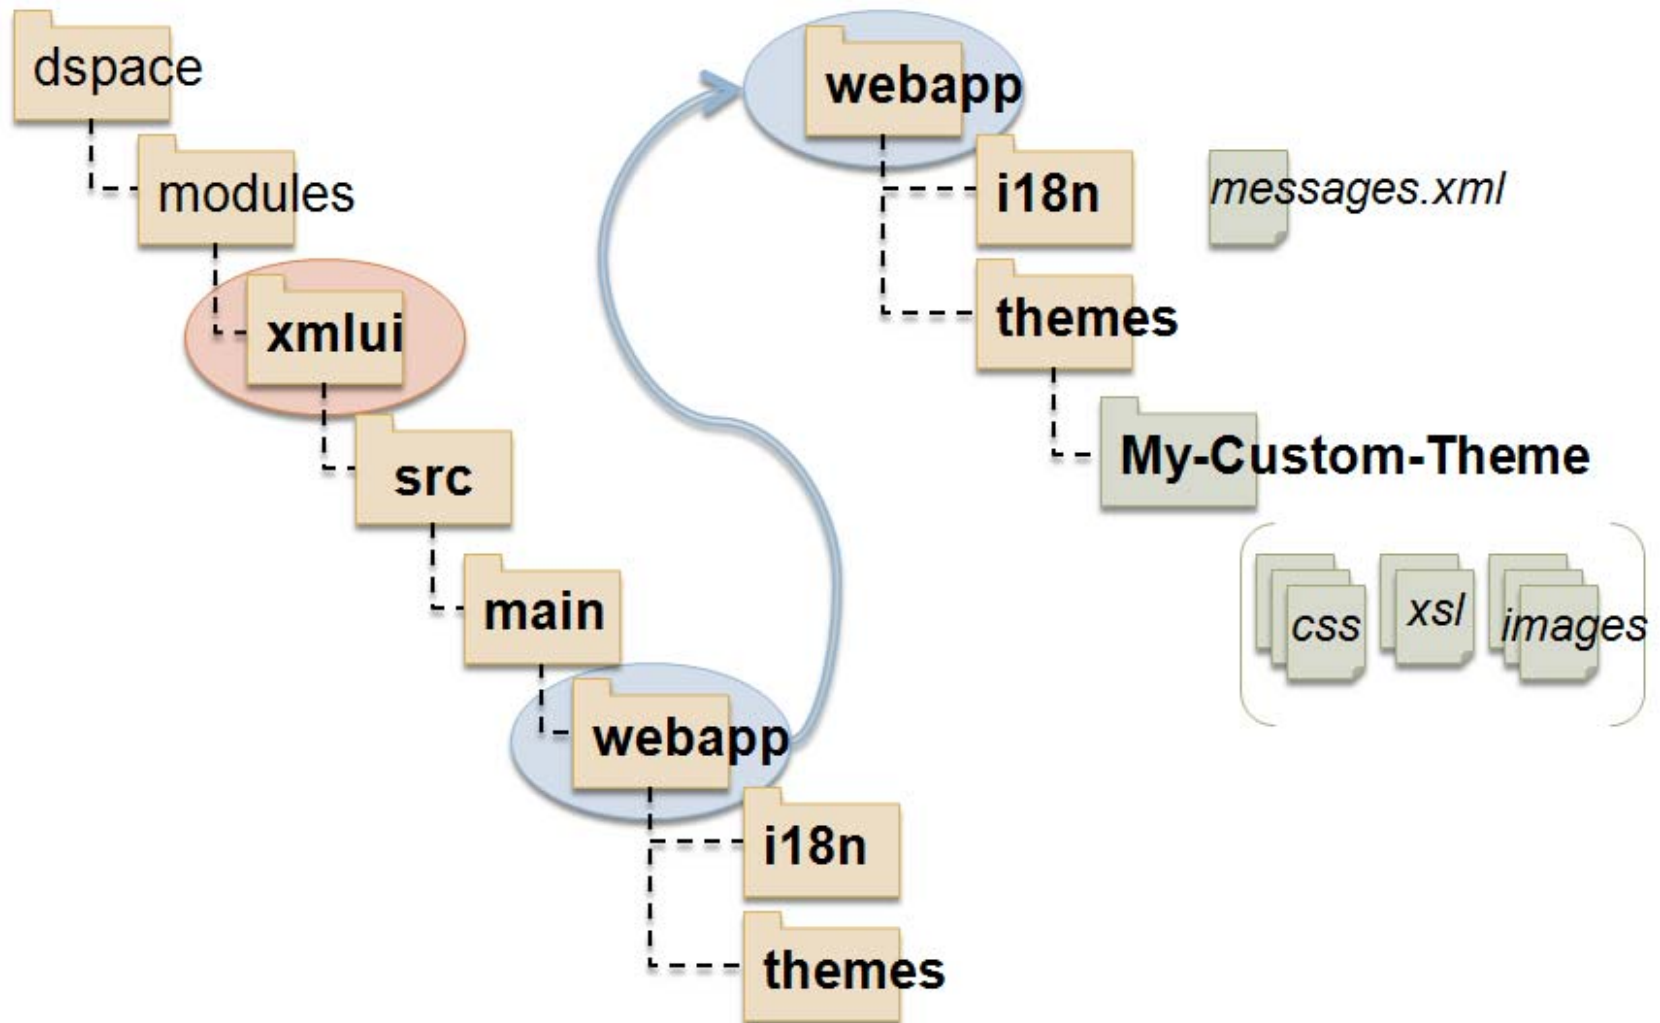 dspace
modules
xmlui
src
main
webapp
i18n
themes
webapp
i18n
messages.xml
themes
My-Custom-Theme
css
xsl
images